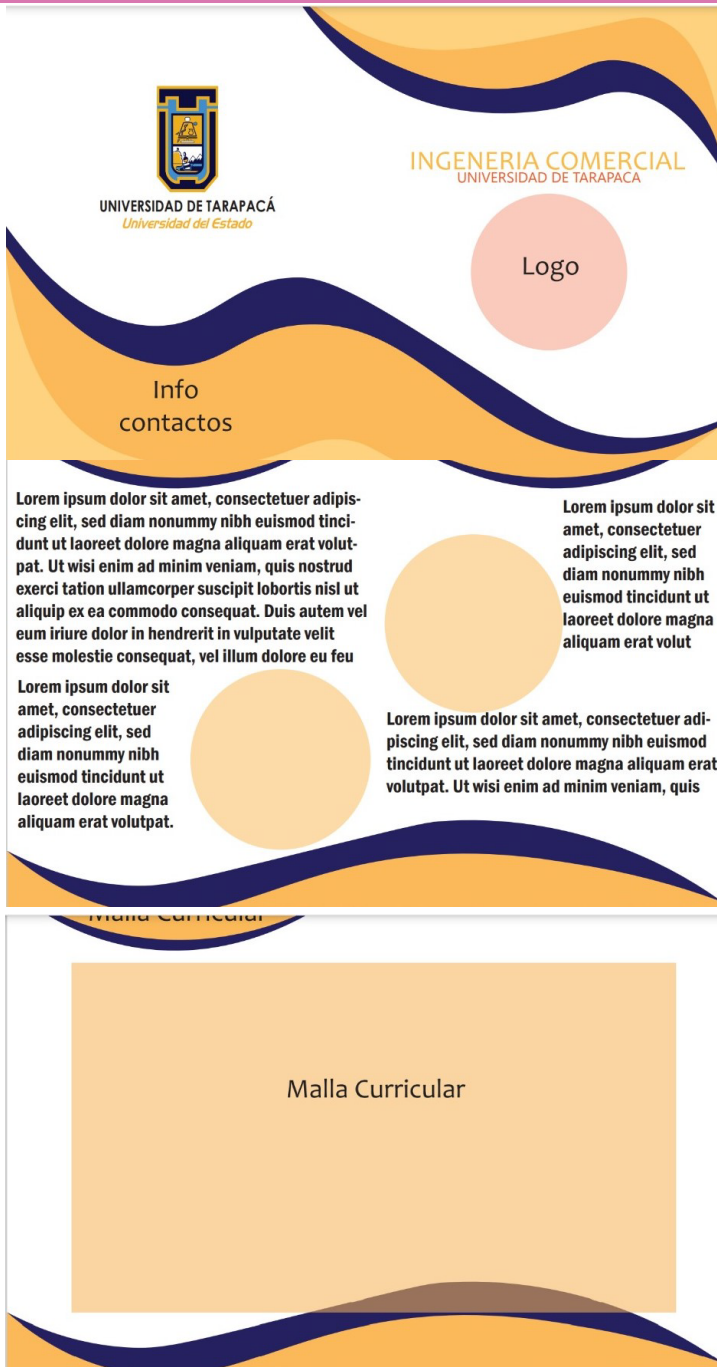 UNIVERSIDAD DE TARAPACÁ
Universidad del Estado
INGENERIA COMERCIAL
UNIVERSIDAD DE TARAPACA
Logo
Info
contactos
Lorem ipsum dolor sit amet, consectetuer adipis-
cing elit, sed diam nonummy nibh euismod tinci-
dunt ut laoreet dolore magna aliquam erat volut-
pat. Ut wisi enim ad minim veniam, quis nostrud
exerci tation ullamcorper suscipit lobortis nisl ut
aliquip ex ea commodo consequat. Duis autem vel
eum iriure dolor in hendrerit in vulputate velit
esse molestie consequat, vel illum dolore eu feu
Lorem ipsum dolor sit
amet, consectetuer
adipiscing elit, sed
diam nonummy nibh
euismod tincidunt ut
laoreet dolore magna
aliquam erat volutpat.
Lorem ipsum dolor sit
amet, consectetuer
adipiscing elit, sed
diam nonummy nibh
euismod tincidunt ut
laoreet dolore magna
aliquam erat volut
Lorem ipsum dolor sit amet, consectetuer adi-
piscing elit, sed diam nonummy nibh euismod
tincidunt ut laoreet dolore magna aliquam erat
volutpat. Ut wisi enim ad minim veniam, quis
Malla Curricular
Malla Curricular